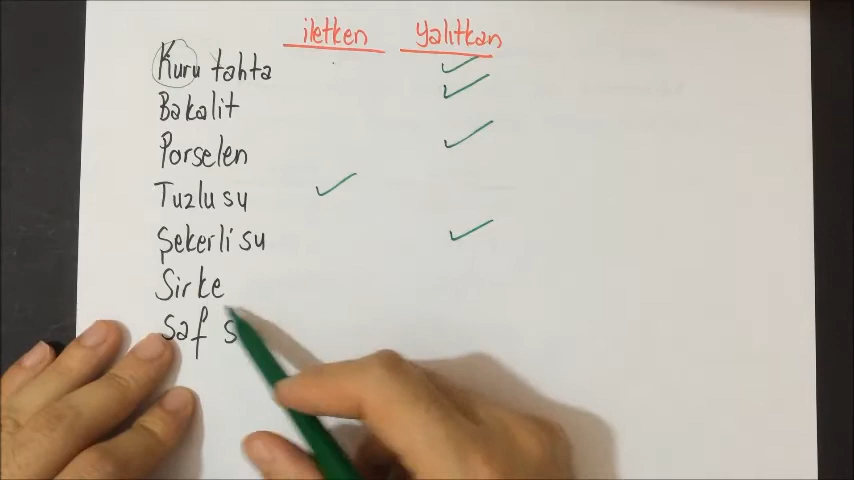 iletken yalıtkan
Kuru tahta
Bakalit
Porselen
Tuzlu su
Şekerli su
Sirke
Saf s